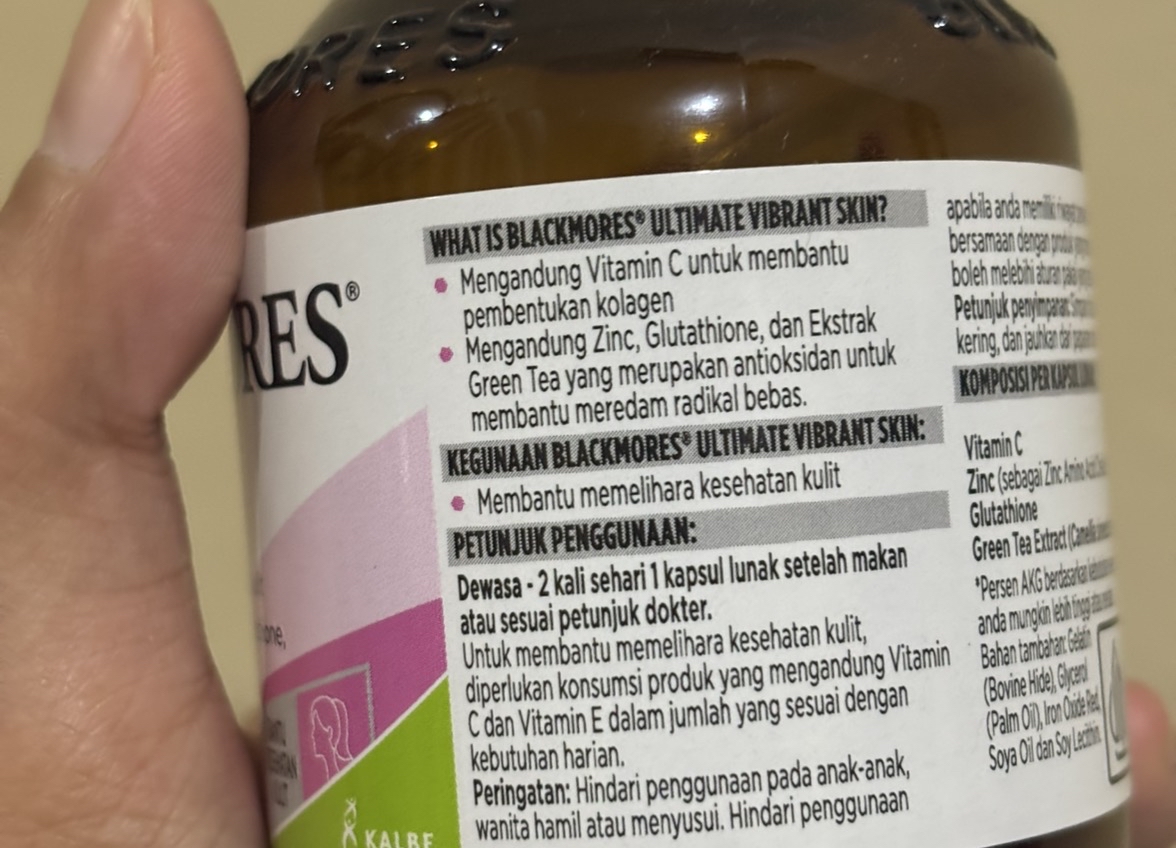 RES®
KALBE
WHAT IS BLACKMORES® ULTIMATE VIBRANT SKIN?
Mengandung Vitamin C untuk membantu
pembentukan kolagen
Mengandung Zinc, Glutathione, dan Ekstrak
Green Tea yang merupakan antioksidan untuk
membantu meredam radikal bebas.
KEGUNAAN BLACKMORES® ULTIMATE VIBRANT SKIN:
Membantu memelihara kesehatan kulit
PETUNJUK PENGGUNAAN:
Dewasa - 2 kali sehari 1 kapsul lunak setelah makan
atau sesuai petunjuk dokter.
Untuk membantu memelihara kesehatan kulit,
diperlukan konsumsi produk yang mengandung Vitamin
C dan Vitamin E dalam jumlah yang sesuai dengan
kebutuhan harian.
Peringatan: Hindari penggunaan pada anak-anak,
wanita hamil atau menyusui. Hindari penggunaan
apabila anda memiliki
bersamaan dengan produk
boleh melebihi aturan pakai
Petunjuk penyimpanan:
kering, dan jauhkan dari
KOMPOSISI PER KAPSUL
Vitamin C
Zinc (sebagai Zinc Amino
Glutathione
Green Tea Extract
*Persen AKG berdasarkan
anda mungkin lebih tinggi
Bahan tambahan: Gelatin
(Bovine Hide), Glycerol
(Palm Oil), Iron Oxide Red,
Soya Oil dan Soy Lecithin.